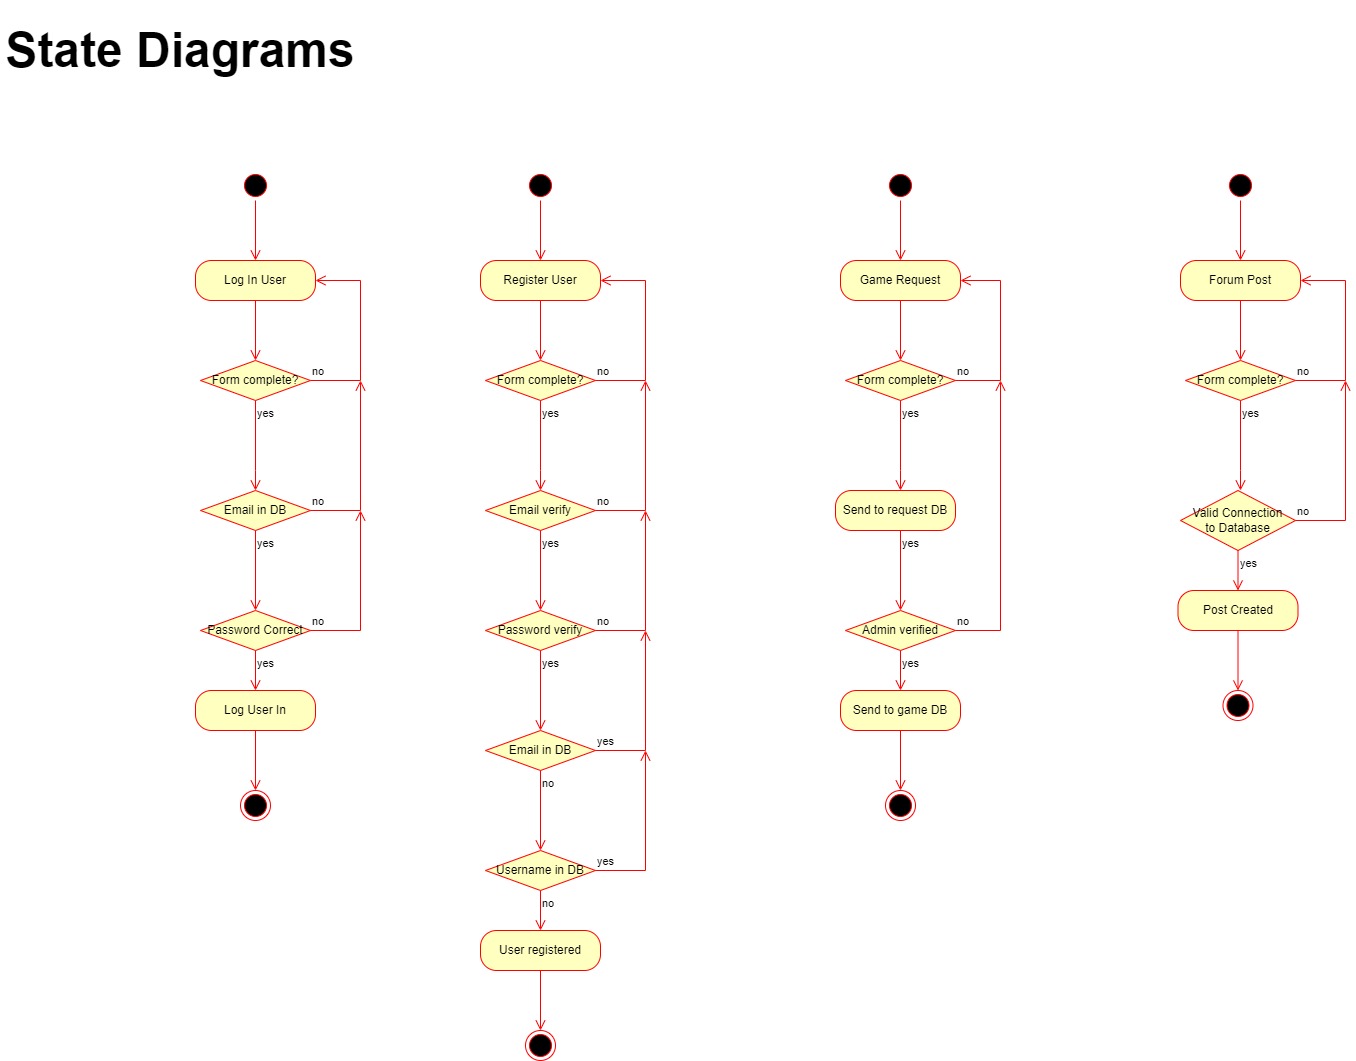 State Diagrams
Log In User
Form complete?
no
yes
Email in DB
no
yes
Password Correct
no
yes
Log User In
Register User
Form complete?
no
yes
Email verify
no
yes
Password verify
no
yes
Email in DB
yes
no
Username in DB
yes
no
User registered
Game Request
Form complete?
no
yes
Send to request DB
yes
Admin verified
no
yes
Send to game DB
Forum Post
Form complete?
no
yes
Valid Connection
to Database
no
yes
Post Created